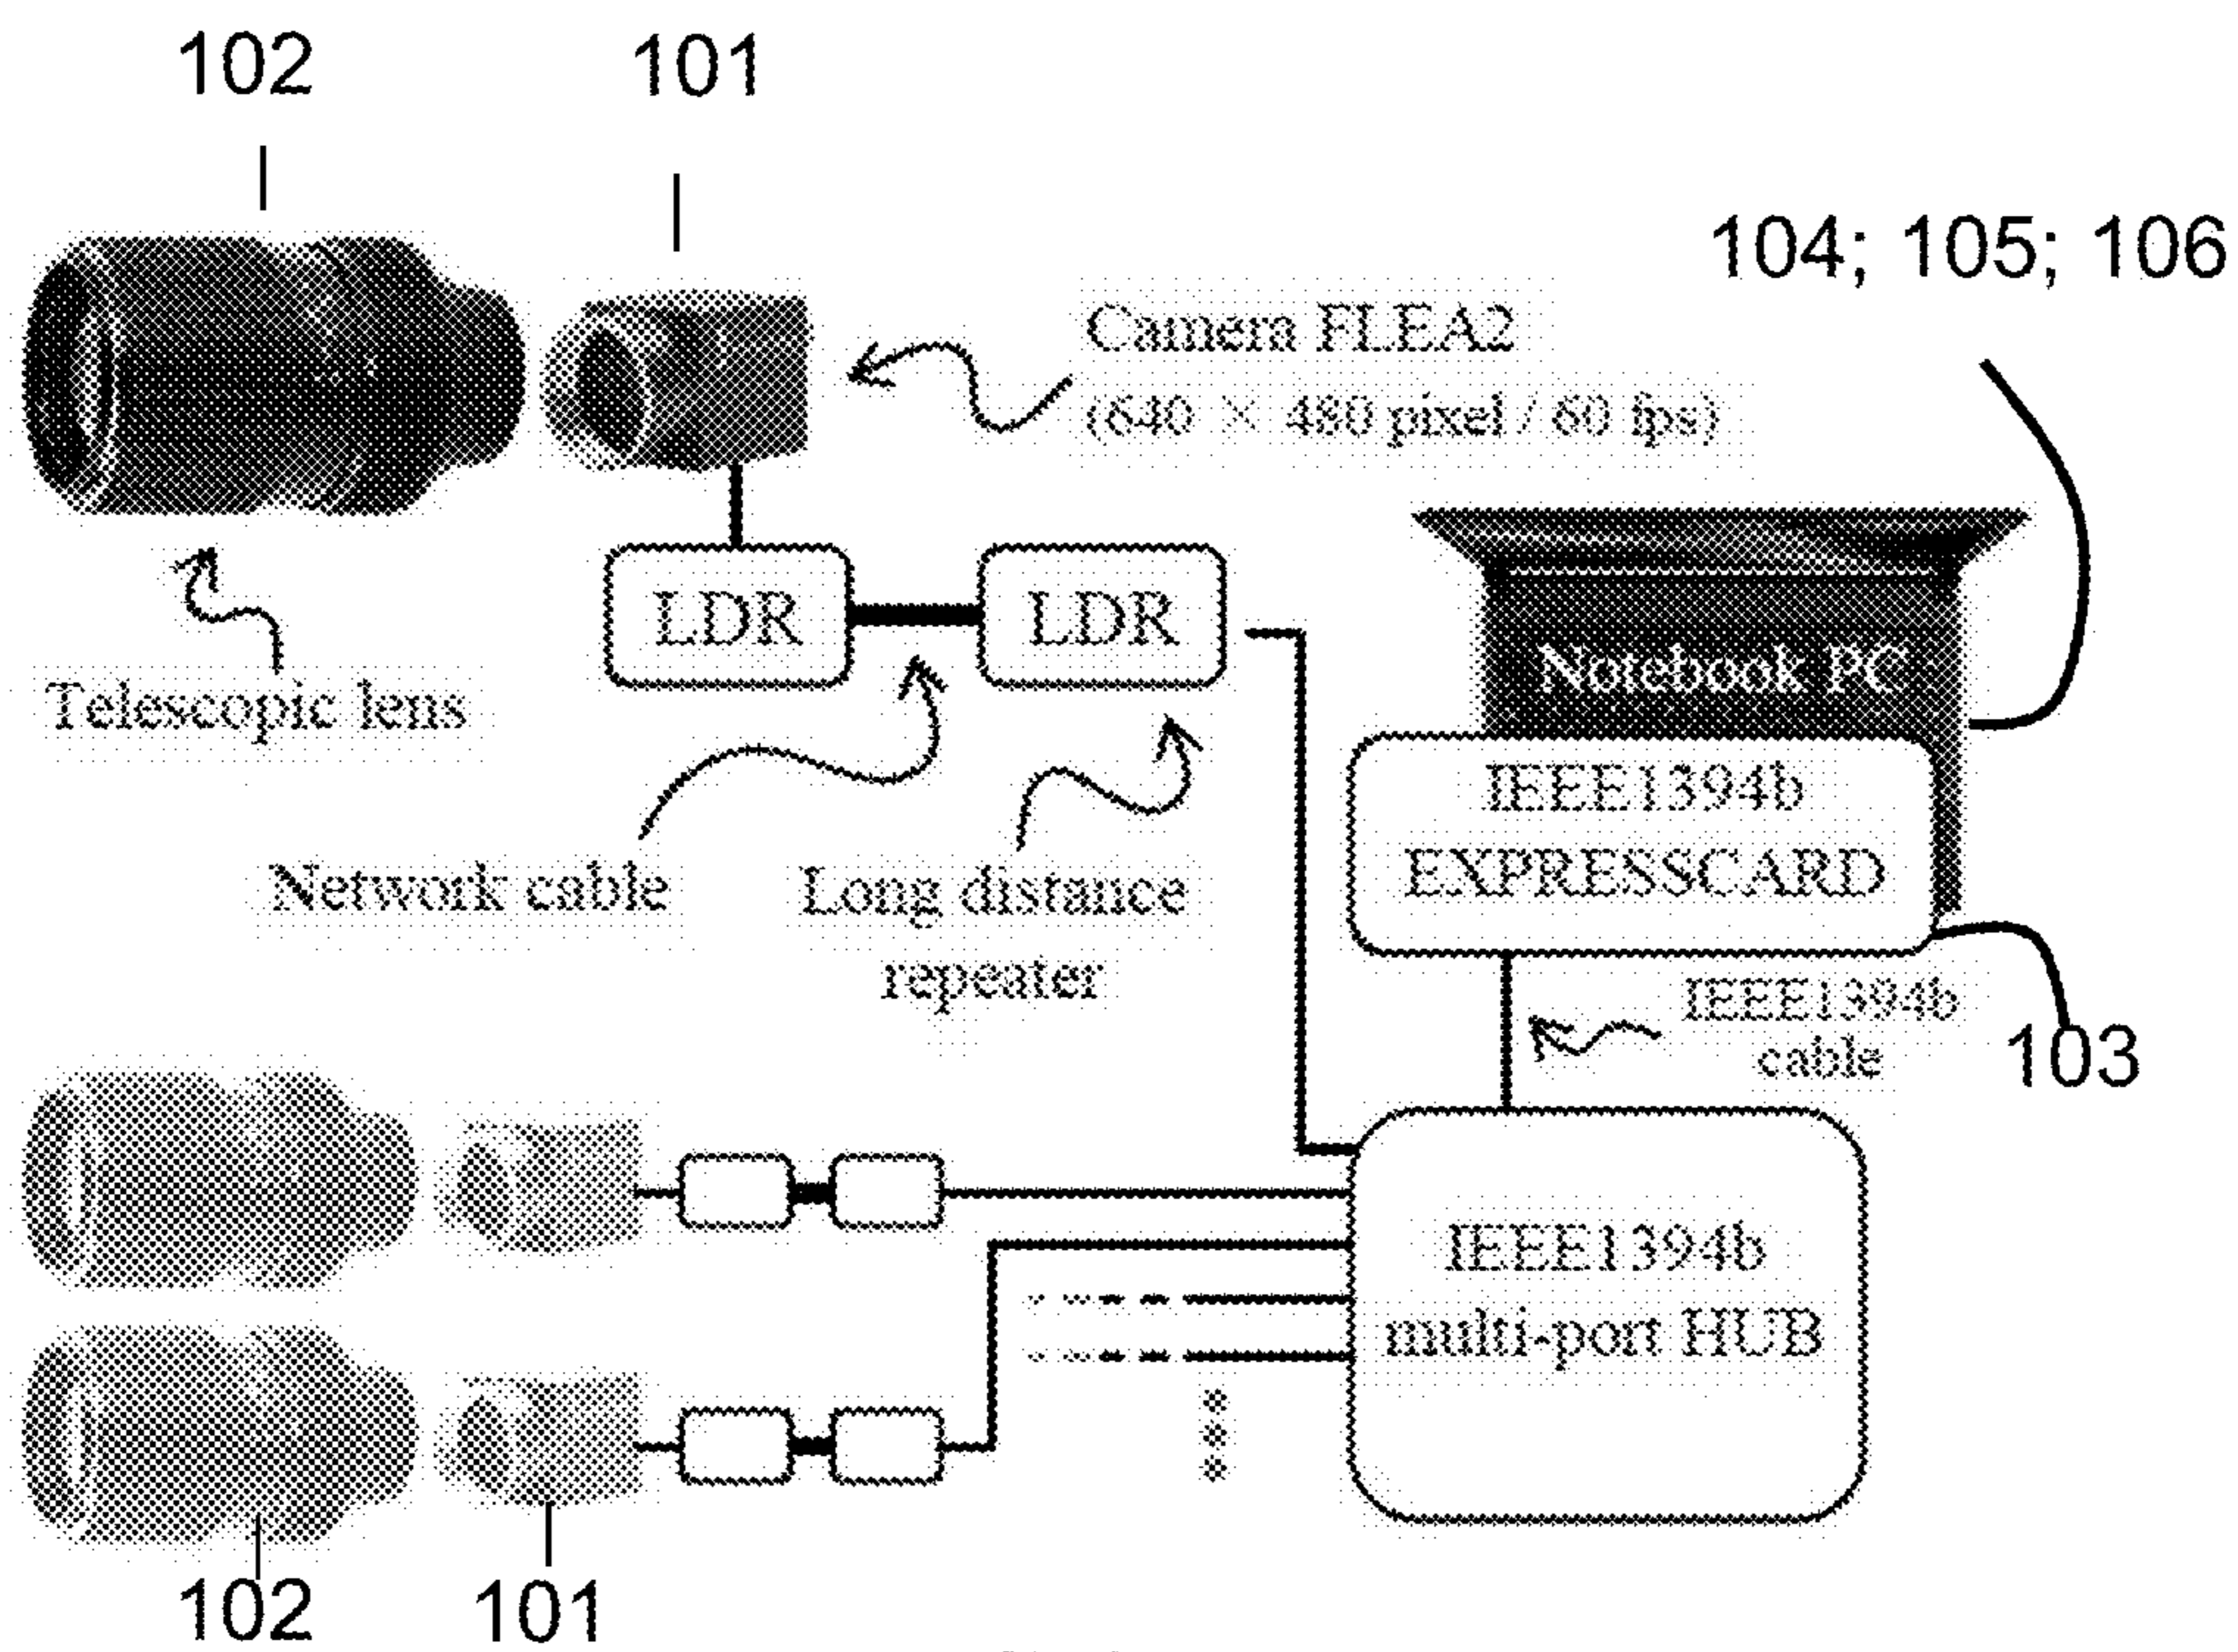 102
101
104; 105; 106
Camera FLEA2
(640 × 480 pixel / 60 fps)
LDR
LDR
Notebook PC
Telescopic lens
IEEE1394b
EXPRESSCARD
Network cable
Long distance
repeater
IEEE1394b
cable
103
IEEE1394b
multi-port HUB
102
101